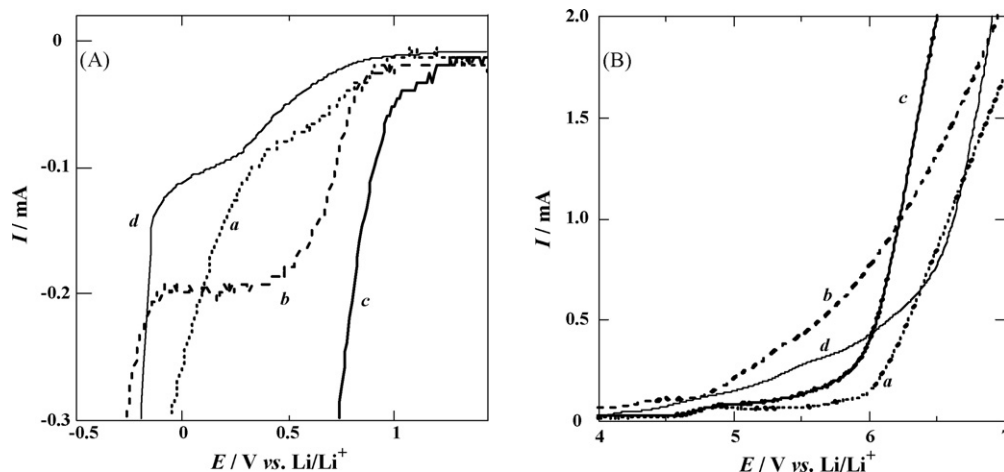 (A)
0
-0.1
-0.2
-0.3
I / mA
-0.5
0
0.5
1
E / V vs. Li/Li⁺
d
a
b
c
(B)
2.0
1.5
1.0
0.5
0
I / mA
4
5
6
7
E / V vs. Li/Li⁺
c
b
d
a